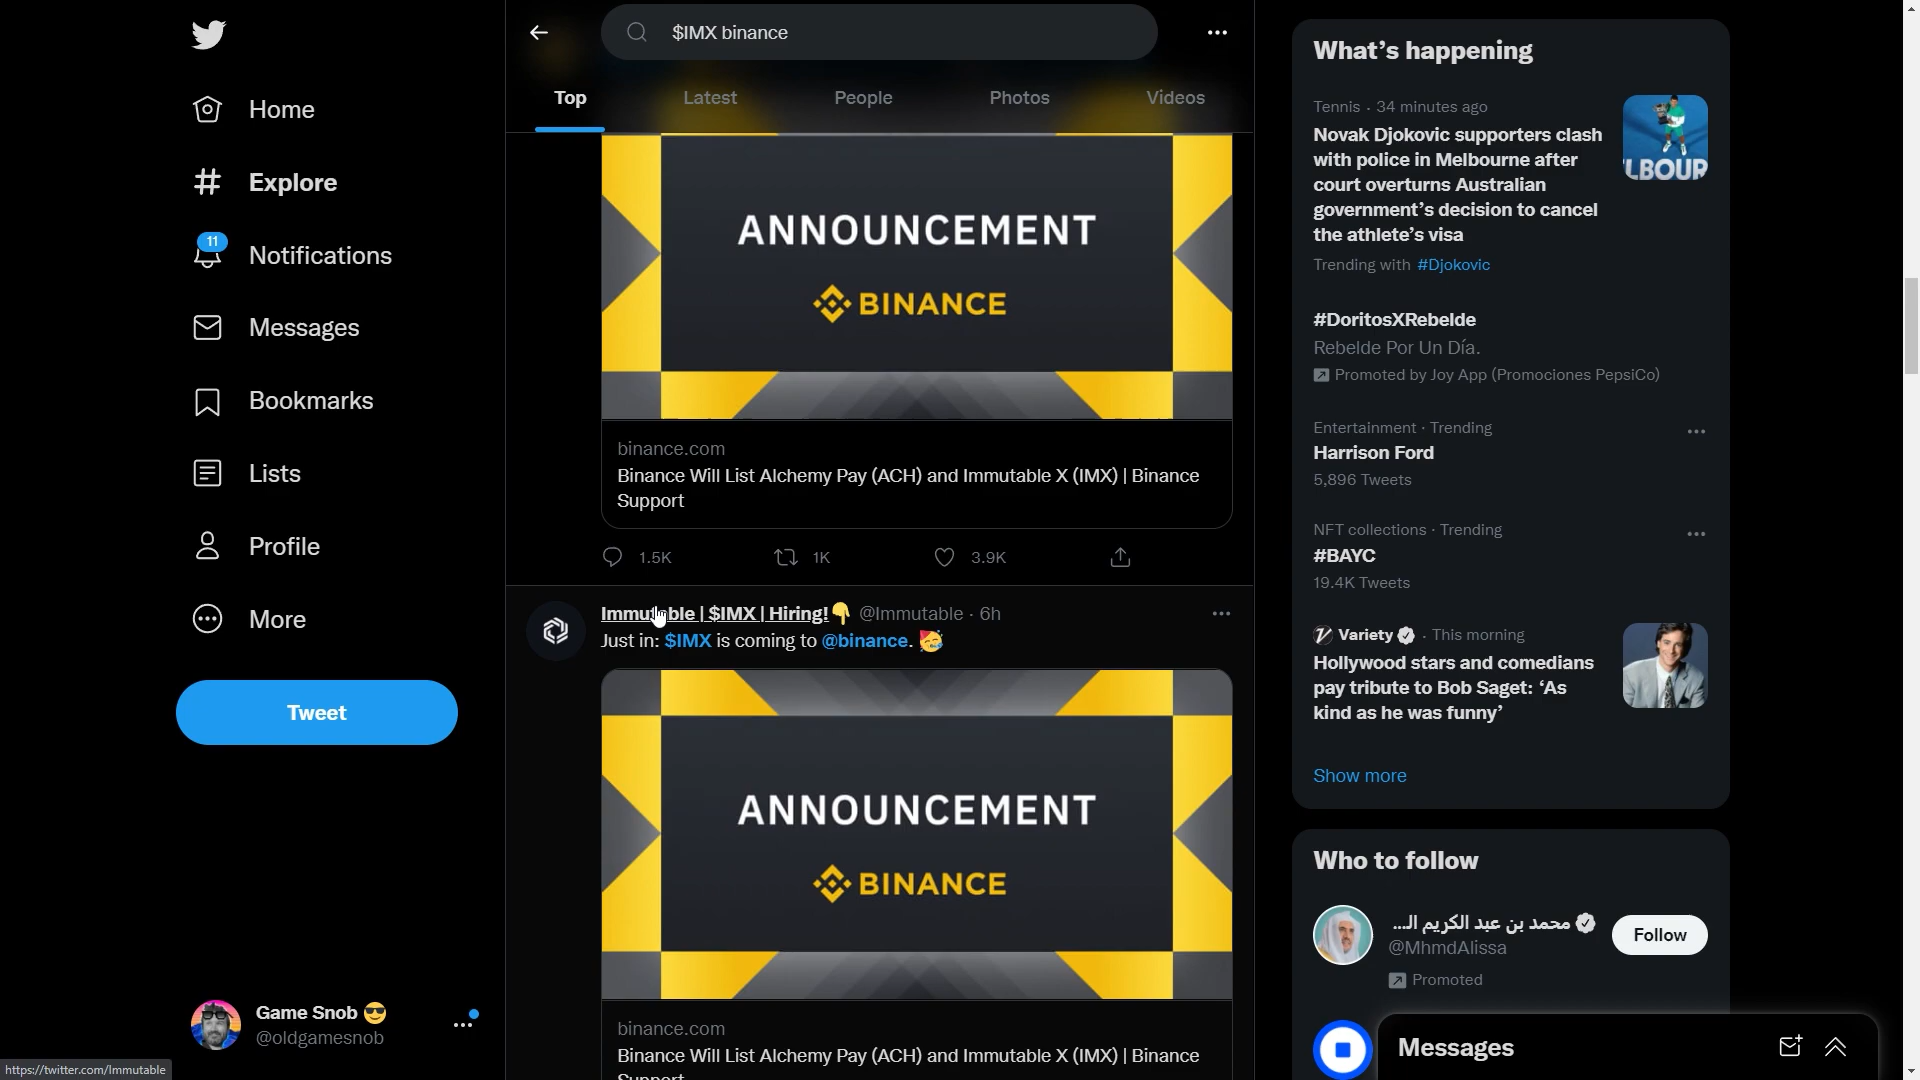 Home
Explore
11
Notifications
Messages
Bookmarks
Lists
Profile
More
Tweet
Game Snob 😎
@oldgamesnob
https://twitter.com/Immutable
$IMX binance
Top
Latest
People
Photos
Videos
ANNOUNCEMENT
BINANCE
binance.com
Binance Will List Alchemy Pay (ACH) and Immutable X (IMX) | Binance
Support
1.5K
1K
3.9K
Immutable | $IMX | Hiring!👇 @Immutable · 6h
Just in: $IMX is coming to @binance. 🥳
ANNOUNCEMENT
BINANCE
binance.com
Binance Will List Alchemy Pay (ACH) and Immutable X (IMX) | Binance
Support
What's happening
Tennis · 34 minutes ago
Novak Djokovic supporters clash
with police in Melbourne after
court overturns Australian
government's decision to cancel
the athlete's visa
LBOUR
Trending with #Djokovic
#DoritosXRebelde
Rebelde Por Un Día.
Promoted by Joy App (Promociones PepsiCo)
Entertainment · Trending
Harrison Ford
5,896 Tweets
NFT collections · Trending
#BAYC
19.4K Tweets
Variety · This morning
Hollywood stars and comedians
pay tribute to Bob Saget: ‘As
kind as he was funny’
Show more
Who to follow
محمد بن عبد الكريم الـ...
@MhmdAlissa
Follow
Promoted
Messages